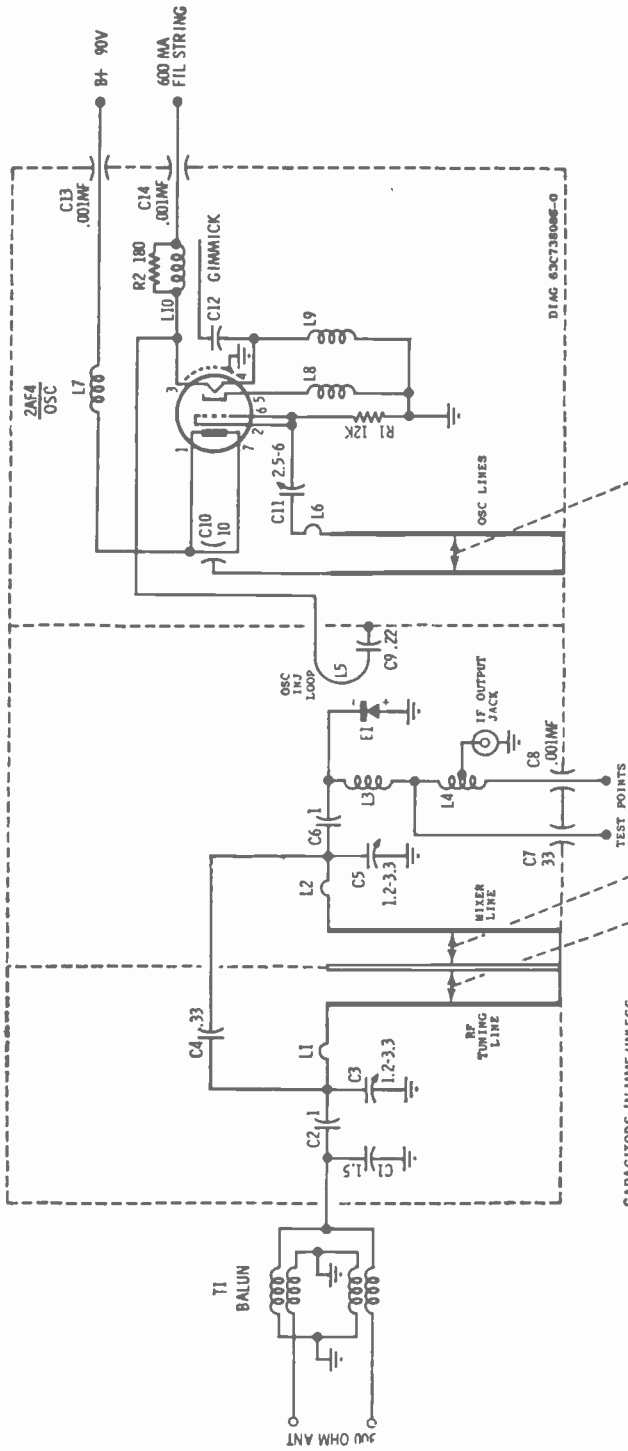 300 OHM ANT
T1
BALUN
C1
1.5
C2
1
C3
1.2-3.3
L1
C4
.33
RF
TUNING
LINE
MIXER
LINE
L2
C5
1.2-3.3
C6
1
L3
L4
E1
-
+
IF OUTPUT
JACK
C7
33
C8
.001MF
TEST POINTS
OSC
INJ
LOOP
L5
C9 .22
2AF4
OSC
L7
C10
10
1
7
2
6
5
3
4
C11
2.5-6
L6
OSC LINES
R1 12K
L8
L9
C12 GIMMICK
L10
R2 180
C13
.001MF
C14
.001MF
B+ 90V
600 MA
FIL STRING
CAPACITORS IN MMF UNLESS